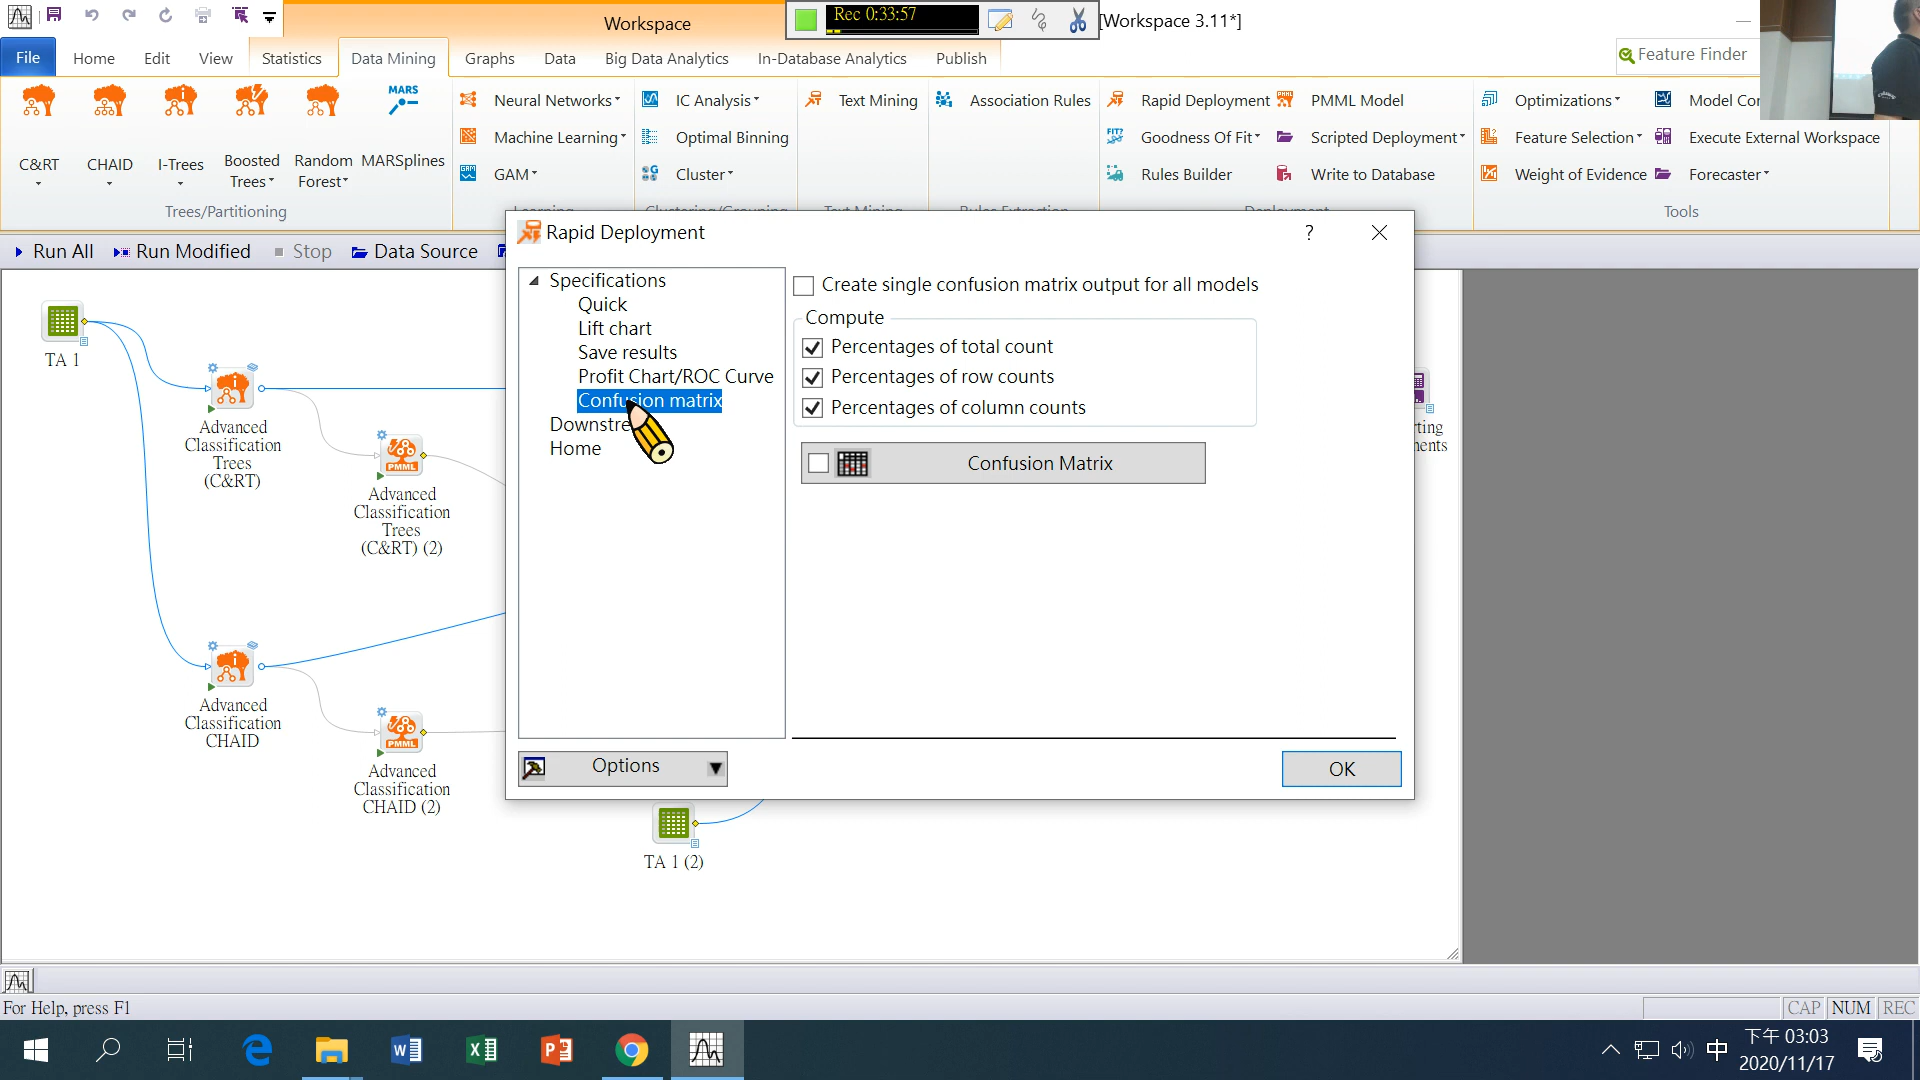 Workspace
Rec 0:33:57
[Workspace 3.11*]
File
Home
Edit
View
Statistics
Data Mining
Graphs
Data
Big Data Analytics
In-Database Analytics
Publish
Feature Finder
C&RT
CHAID
I-Trees
Boosted
Trees
Random
Forest
MARS
MARSplines
Trees/Partitioning
Neural Networks
Machine Learning
GAM
IC Analysis
Optimal Binning
Cluster
Text Mining
Association Rules
Rapid Deployment
FIT?
Goodness Of Fit
Rules Builder
PMML Model
Scripted Deployment
Write to Database
Optimizations
Feature Selection
Weight of Evidence
Model Cor
Execute External Workspace
Forecaster
Tools
Run All
Run Modified
Stop
Data Source
TA 1
Advanced
Classification
Trees
(C&RT)
PMML
Advanced
Classification
Trees
(C&RT) (2)
Advanced
Classification
CHAID
PMML
Advanced
Classification
CHAID (2)
TA 1 (2)
Rapid Deployment
?
Specifications
Quick
Lift chart
Save results
Profit Chart/ROC Curve
Confusion matrix
Downstre
Home
Create single confusion matrix output for all models
Compute
Percentages of total count
Percentages of row counts
Percentages of column counts
Confusion Matrix
Options
OK
For Help, press F1
CAP
NUM
REC
中
下午 03:03
2020/11/17